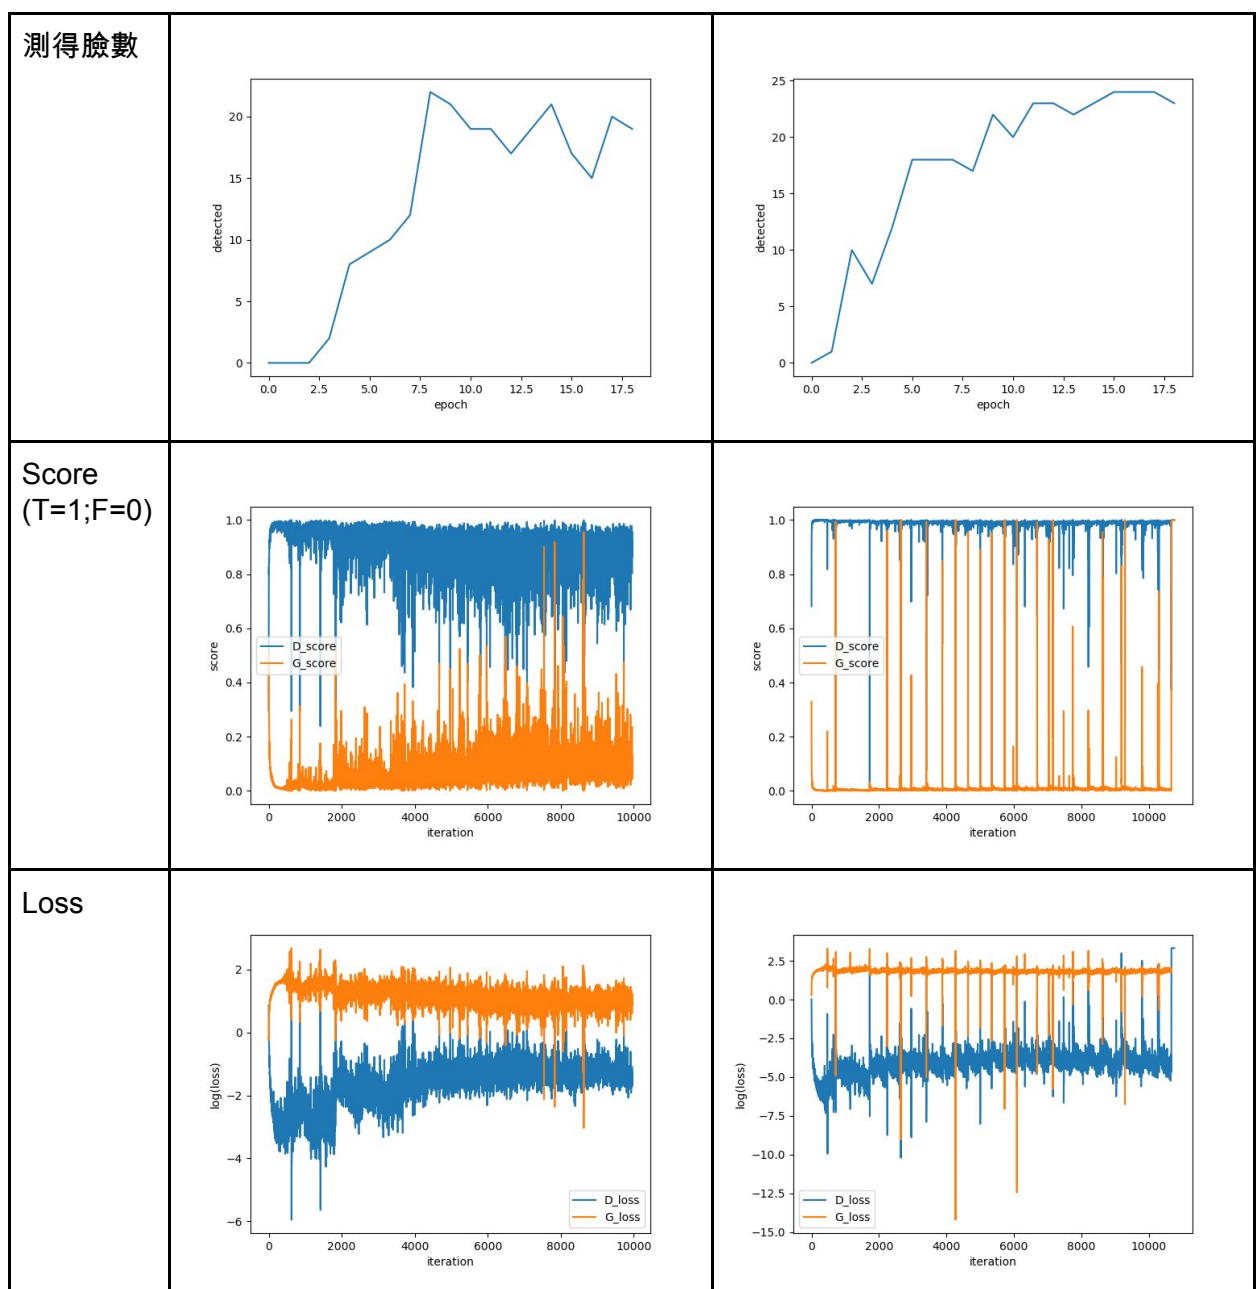 測得臉數
20
15
10
5
0
detected
0.0 2.5 5.0 7.5 10.0 12.5 15.0 17.5
epoch
25
20
15
10
5
0
detected
0.0 2.5 5.0 7.5 10.0 12.5 15.0 17.5
epoch
Score
(T=1;F=0)
1.0
0.8
0.6
0.4
0.2
0.0
score
D_score
G_score
0 2000 4000 6000 8000 10000
iteration
1.0
0.8
0.6
0.4
0.2
0.0
score
D_score
G_score
0 2000 4000 6000 8000 10000
iteration
Loss
2
0
−2
−4
−6
log(loss)
D_loss
G_loss
0 2000 4000 6000 8000 10000
iteration
2.5
0.0
−2.5
−5.0
−7.5
−10.0
−12.5
−15.0
log(loss)
D_loss
G_loss
0 2000 4000 6000 8000 10000
iteration